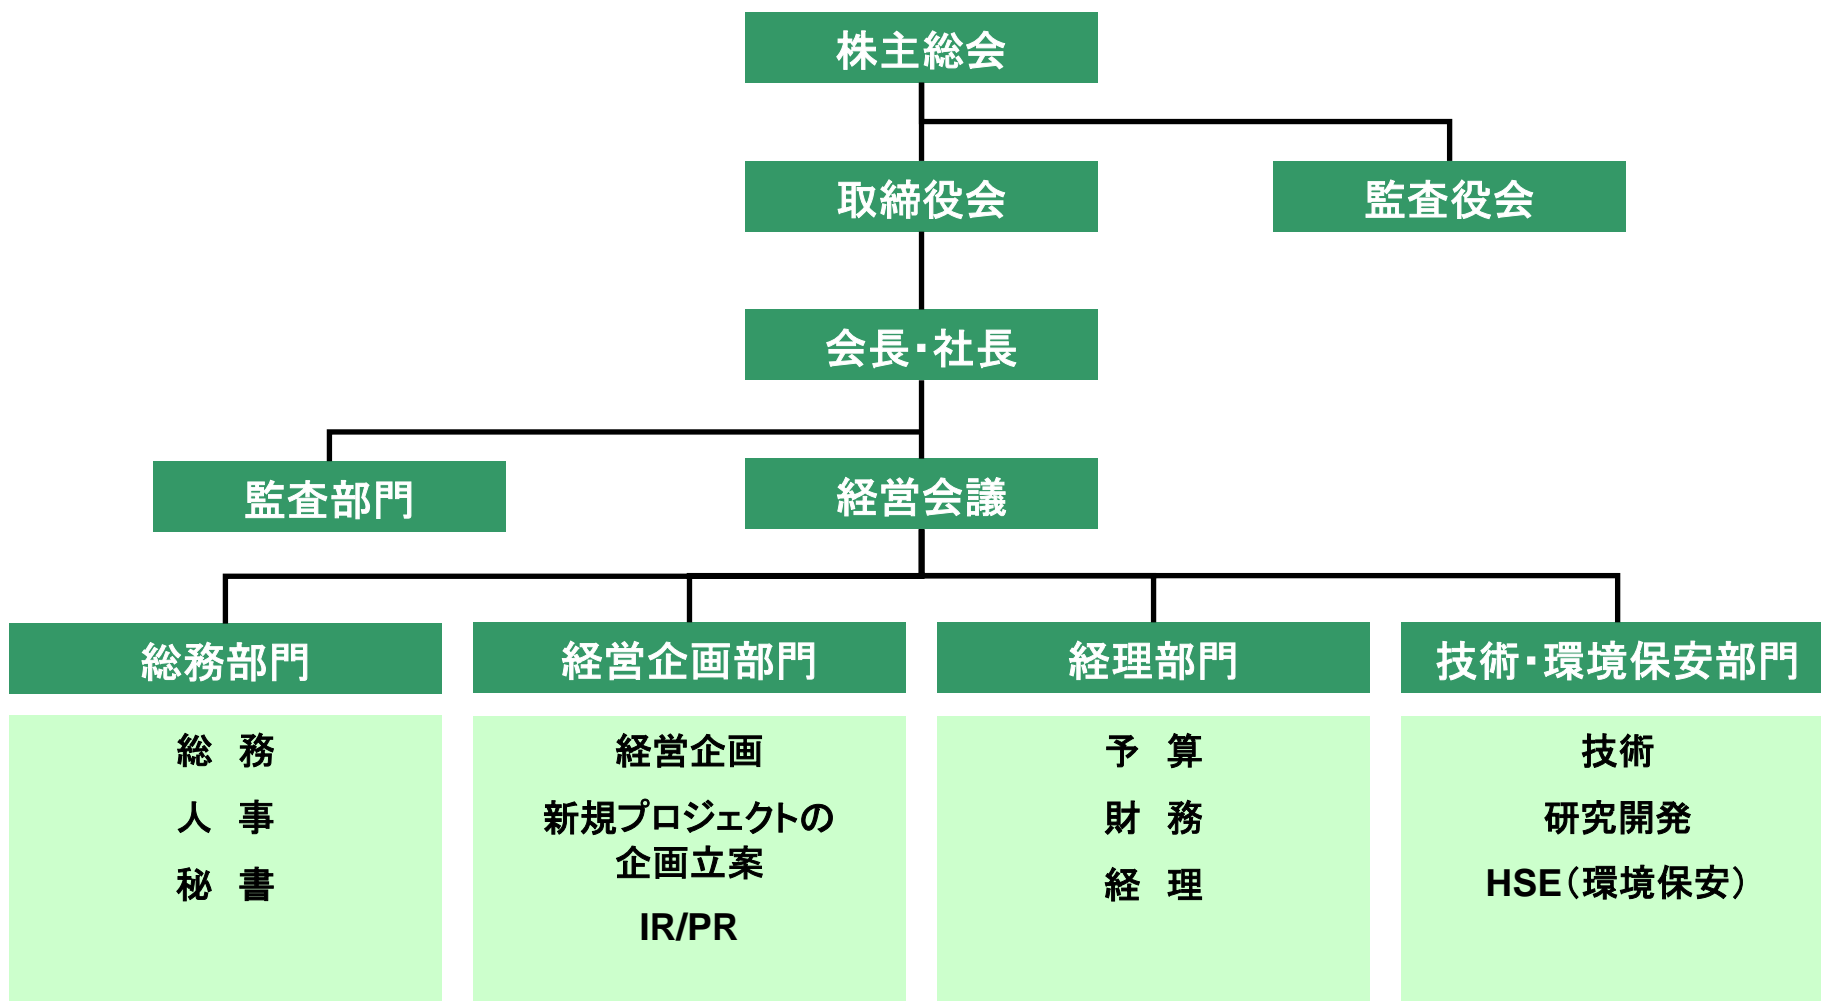 株主総会
取締役会
監査役会
会長・社長
監査部門
経営会議
総務部門
経営企画部門
経理部門
技術・環境保安部門
総　務
人　事
秘　書
経営企画
新規プロジェクトの
企画立案
IR/PR
予　算
財　務
経　理
技術
研究開発
HSE（環境保安）